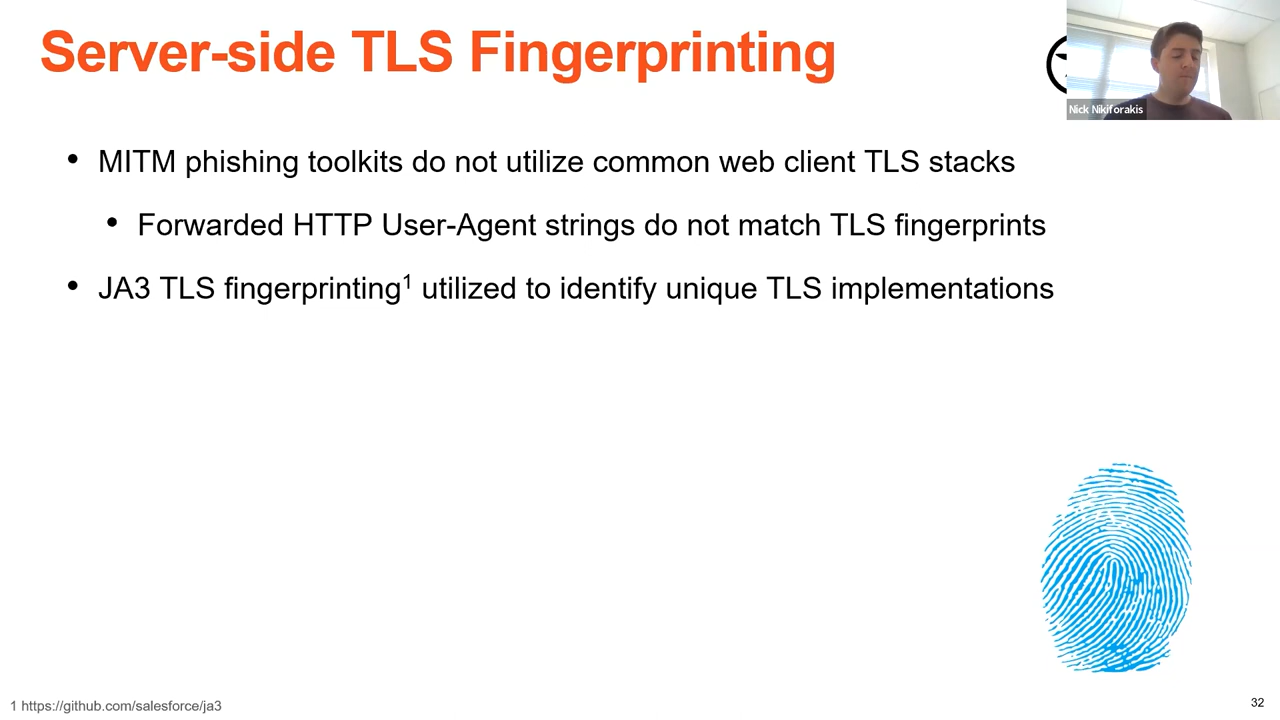 Server-side TLS Fingerprinting
Nick Nikiforakis
• MITM phishing toolkits do not utilize common web client TLS stacks
• Forwarded HTTP User-Agent strings do not match TLS fingerprints
• JA3 TLS fingerprinting¹ utilized to identify unique TLS implementations
1 https://github.com/salesforce/ja3
32